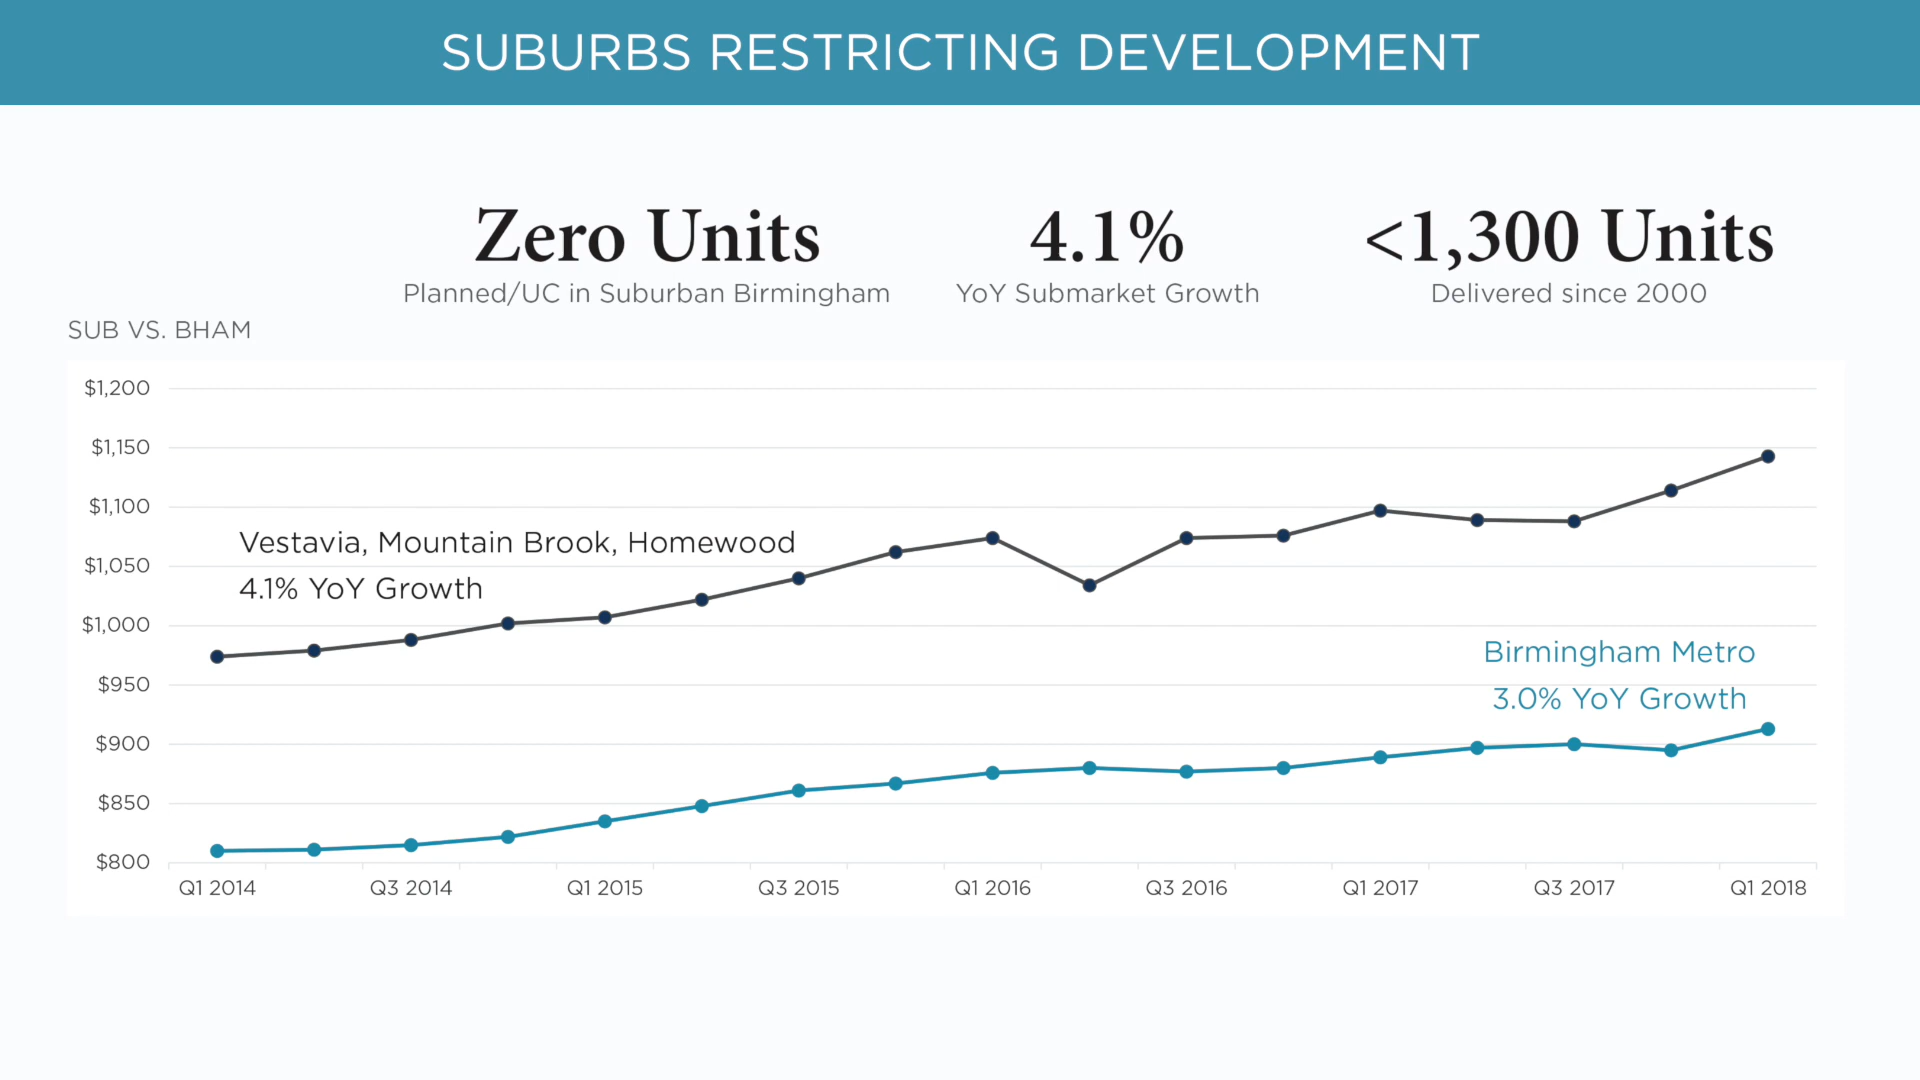 SUBURBS RESTRICTING DEVELOPMENT
Zero Units
Planned/UC in Suburban Birmingham
4.1%
YoY Submarket Growth
<1,300 Units
Delivered since 2000
SUB VS. BHAM
$1,200
$1,150
$1,100
$1,050
$1,000
$950
$900
$850
$800
Vestavia, Mountain Brook, Homewood
4.1% YoY Growth
Birmingham Metro
3.0% YoY Growth
Q1 2014
Q3 2014
Q1 2015
Q3 2015
Q1 2016
Q3 2016
Q1 2017
Q3 2017
Q1 2018